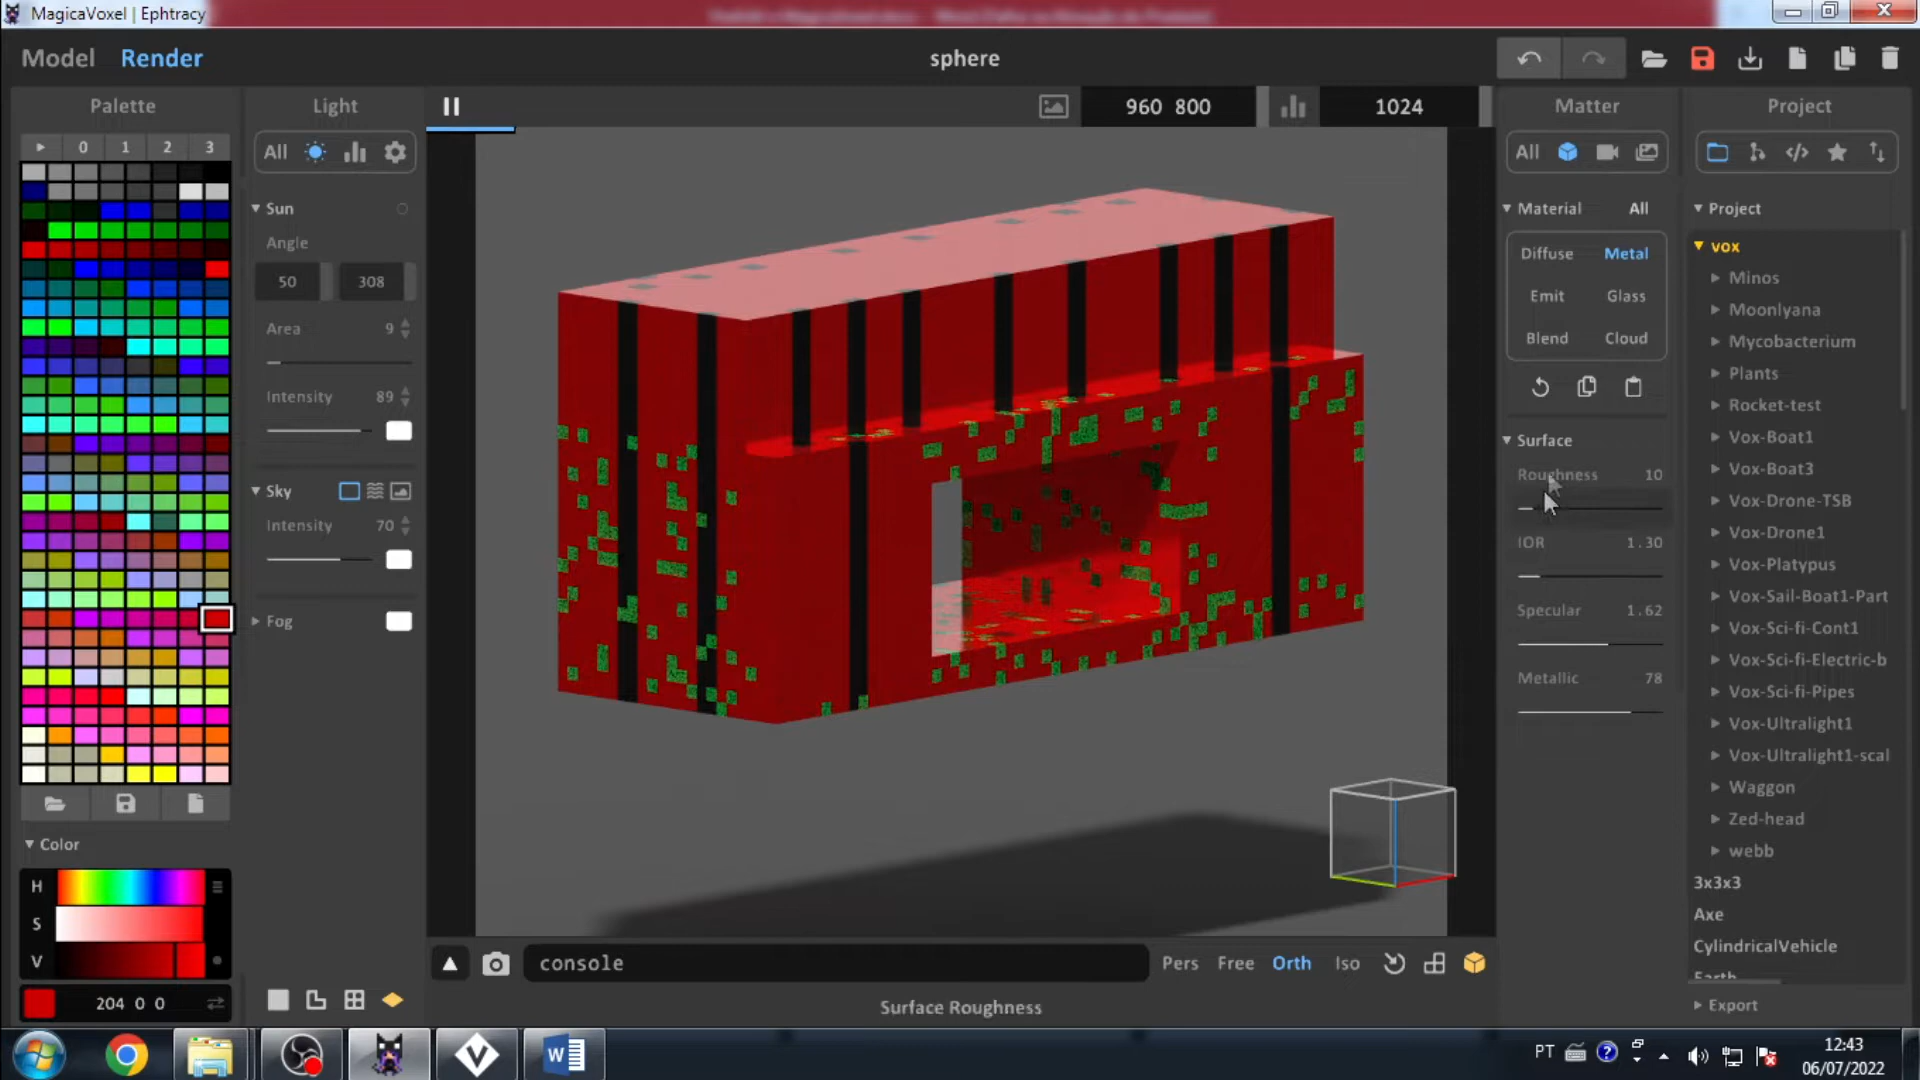 MagicaVoxel | Ephtracy
Model Render
sphere
Palette
0 1 2 3
Color
H
S
V
204 0 0
Light
All
Sun
Angle
50 308
Area 9
Intensity 89
Sky
Intensity 70
Fog
960 800
1024
console
Pers Free Orth Iso
Surface Roughness
Matter
All
Material All
Diffuse Metal
Emit Glass
Blend Cloud
Surface
Roughness 10
IOR 1.30
Specular 1.62
Metallic 78
Project
Project
vox
Minos
Moonlyana
Mycobacterium
Plants
Rocket-test
Vox-Boat1
Vox-Boat3
Vox-Drone-TSB
Vox-Drone1
Vox-Platypus
Vox-Sail-Boat1-Part
Vox-Sci-fi-Cont1
Vox-Sci-fi-Electric-b
Vox-Sci-fi-Pipes
Vox-Ultralight1
Vox-Ultralight1-scal
Waggon
Zed-head
webb
3x3x3
Axe
CylindricalVehicle
Earth
Export
PT
12:43
06/07/2022